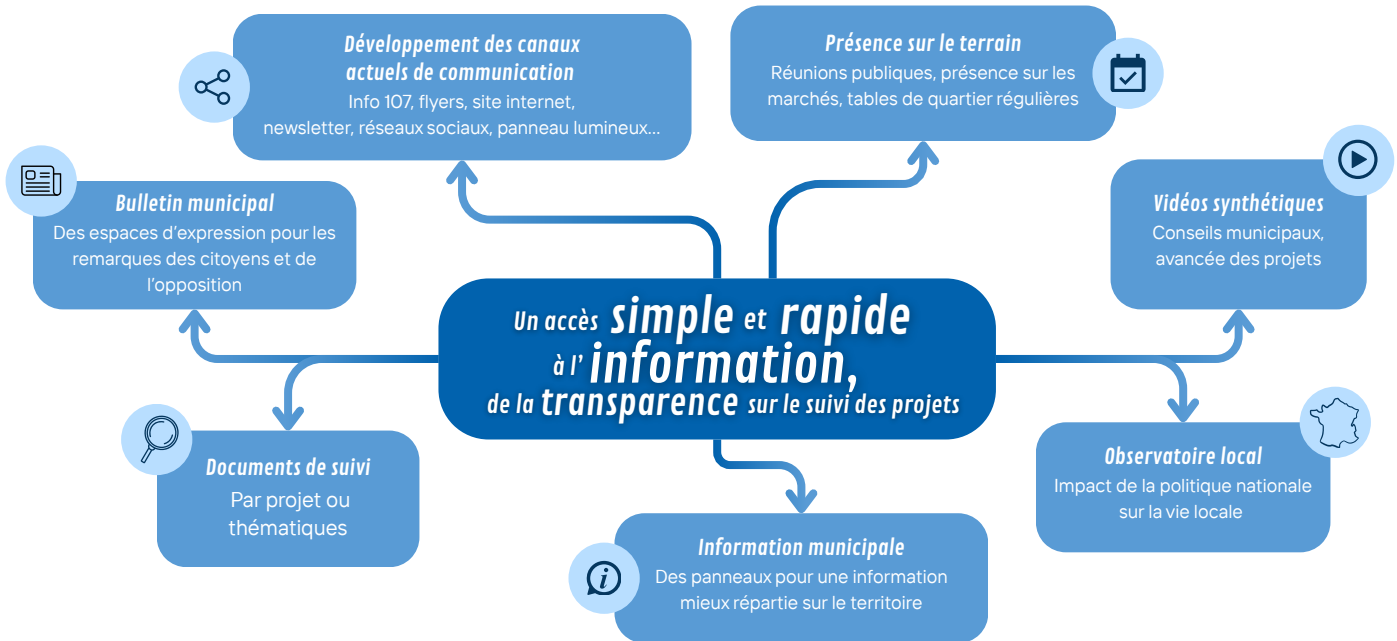 Développement des canaux
actuels de communication
Info 107, flyers, site internet,
newsletter, réseaux sociaux, panneau lumineux...
Présence sur le terrain
Réunions publiques, présence sur les
marchés, tables de quartier régulières
Bulletin municipal
Des espaces d'expression pour les
remarques des citoyens et de
l'opposition
Vidéos synthétiques
Conseils municipaux,
avancée des projets
Un accès simple et rapide
à l' information,
de la transparence sur le suivi des projets
Documents de suivi
Par projet ou
thématiques
Observatoire local
Impact de la politique nationale
sur la vie locale
Information municipale
Des panneaux pour une information
mieux répartie sur le territoire